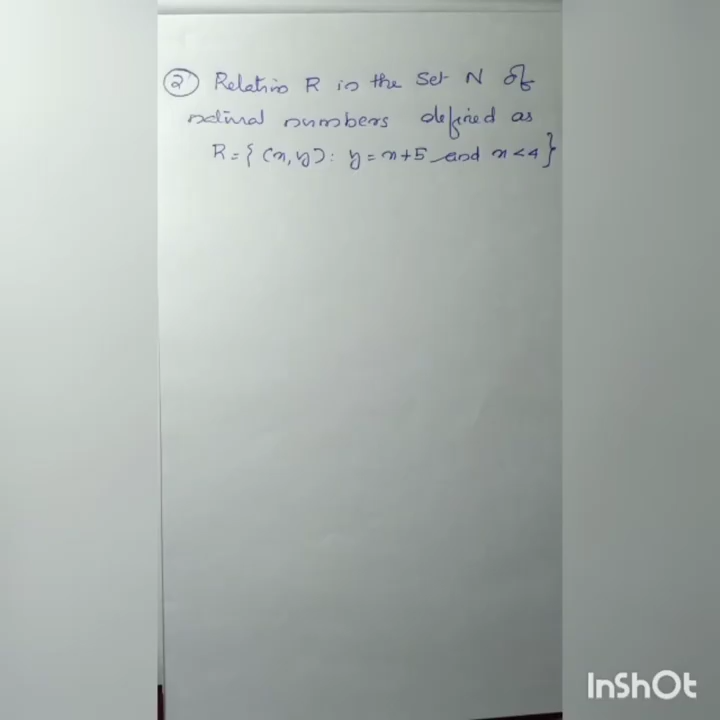 ② Relation R in the Set N of
natural numbers defined as
R = { (x, y) : y = x+5 and x < 4 }
InShOt